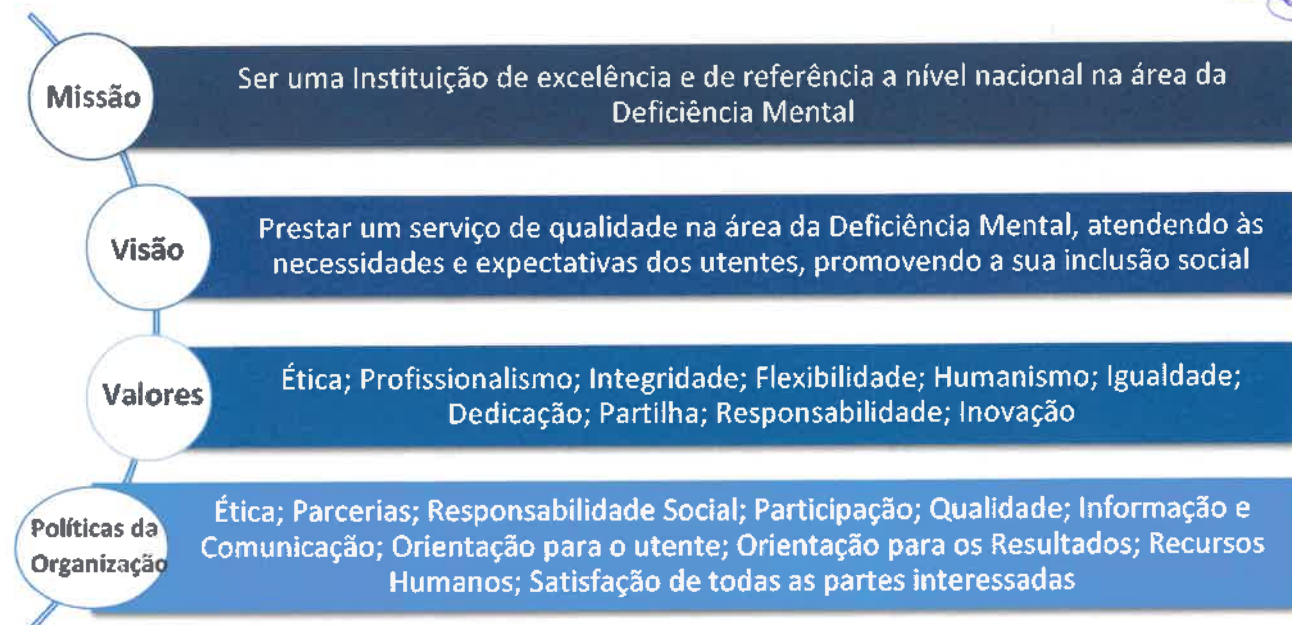 Missão
Ser uma Instituição de excelência e de referência a nível nacional na área da
Deficiência Mental
Visão
Prestar um serviço de qualidade na área da Deficiência Mental, atendendo às
necessidades e expectativas dos utentes, promovendo a sua inclusão social
Valores
Ética; Profissionalismo; Integridade; Flexibilidade; Humanismo; Igualdade;
Dedicação; Partilha; Responsabilidade; Inovação
Políticas da
Organização
Ética; Parcerias; Responsabilidade Social; Participação; Qualidade; Informação e
Comunicação; Orientação para o utente; Orientação para os Resultados; Recursos
Humanos; Satisfação de todas as partes interessadas